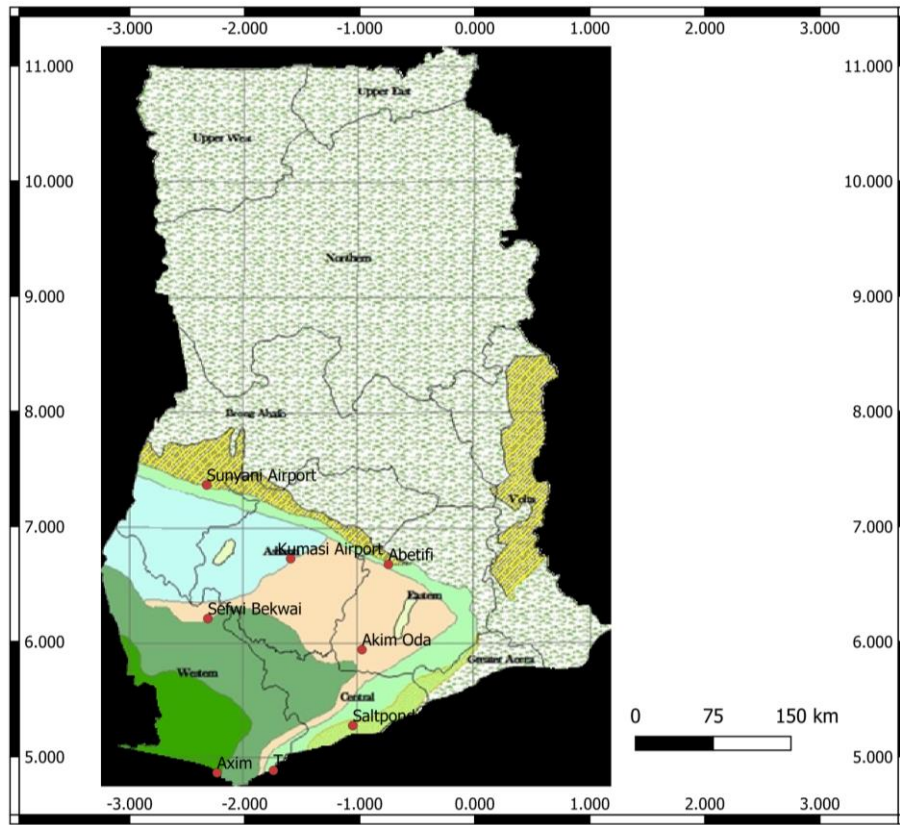 -3.000 -2.000 -1.000 0.000 1.000 2.000 3.000
11.000 11.000
Upper East
Upper West
10.000 10.000
Northern
9.000 9.000
8.000 8.000
Brong Ahafo
Sunyani Airport
Volta
7.000 7.000
Kumasi Airport
Abetifi
Eastern
Sefwi Bekwai
6.000 6.000
Akim Oda
Greater Accra
Western
Central
Saltpond
0 75 150 km
5.000 5.000
Axim
-3.000 -2.000 -1.000 0.000 1.000 2.000 3.000